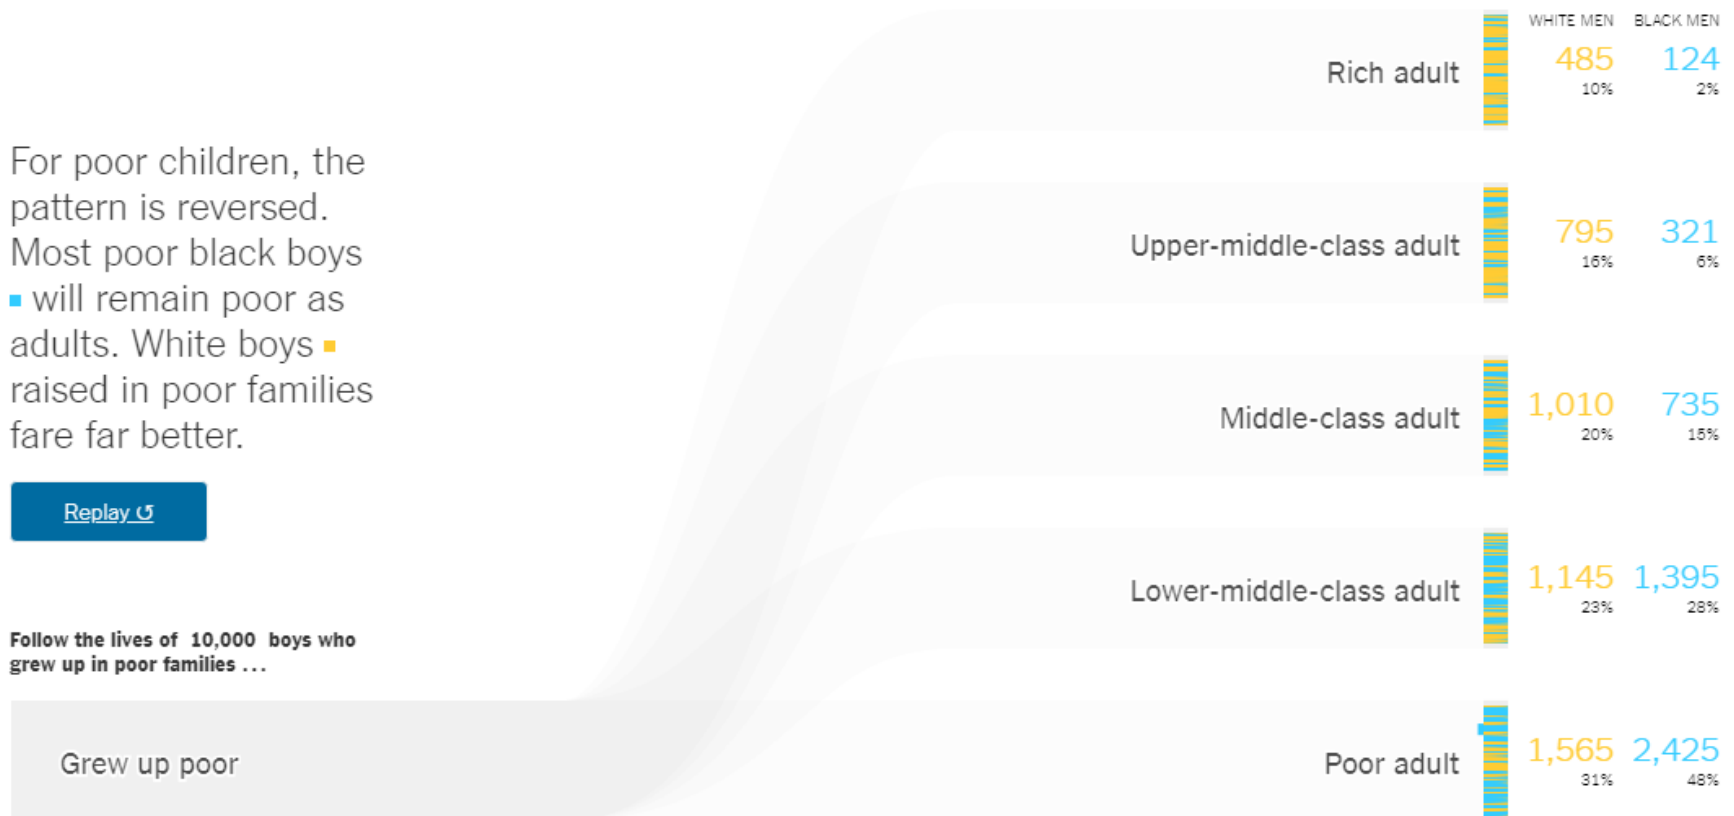 For poor children, the
pattern is reversed.
Most poor black boys
will remain poor as
adults. White boys
raised in poor families
fare far better.
Replay ↺
Follow the lives of 10,000 boys who
grew up in poor families ...
Grew up poor
WHITE MEN BLACK MEN
Rich adult 485 124
10% 2%
Upper-middle-class adult 795 321
16% 6%
Middle-class adult 1,010 735
20% 15%
Lower-middle-class adult 1,145 1,395
23% 28%
Poor adult 1,565 2,425
31% 48%